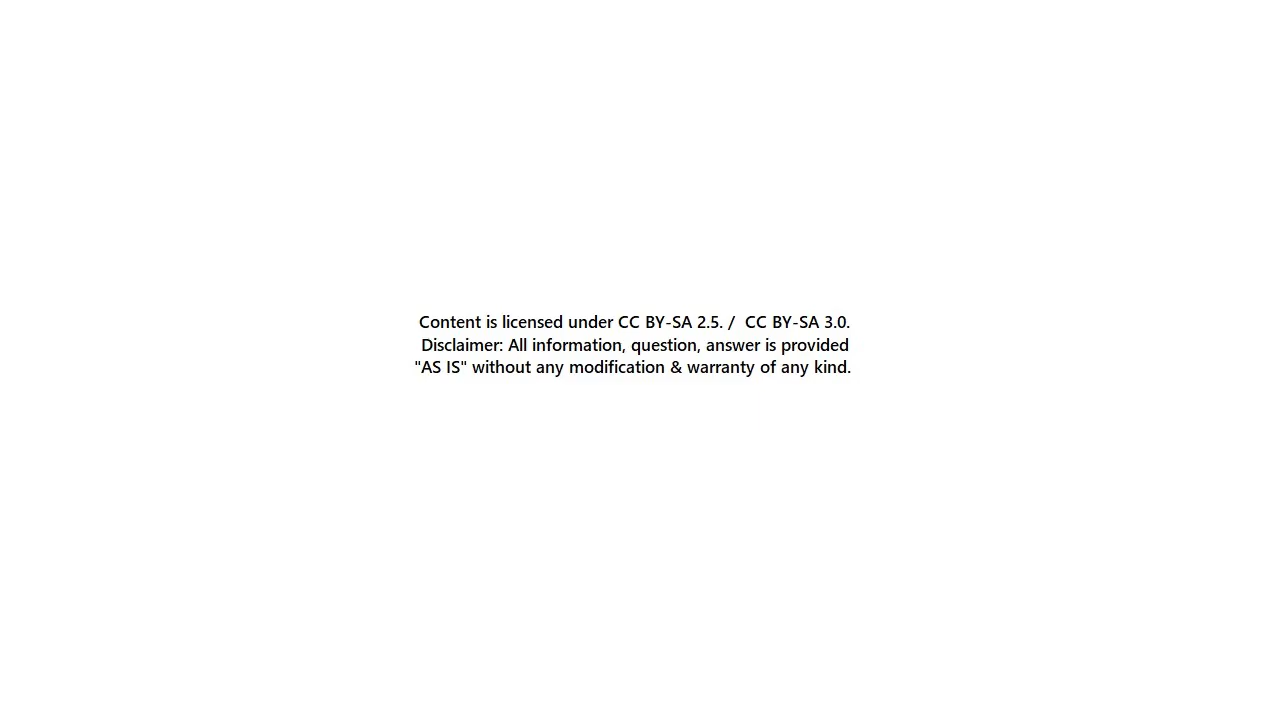 Content is licensed under CC BY-SA 2.5. /  CC BY-SA 3.0.
Disclaimer: All information, question, answer is provided
"AS IS" without any modification & warranty of any kind.